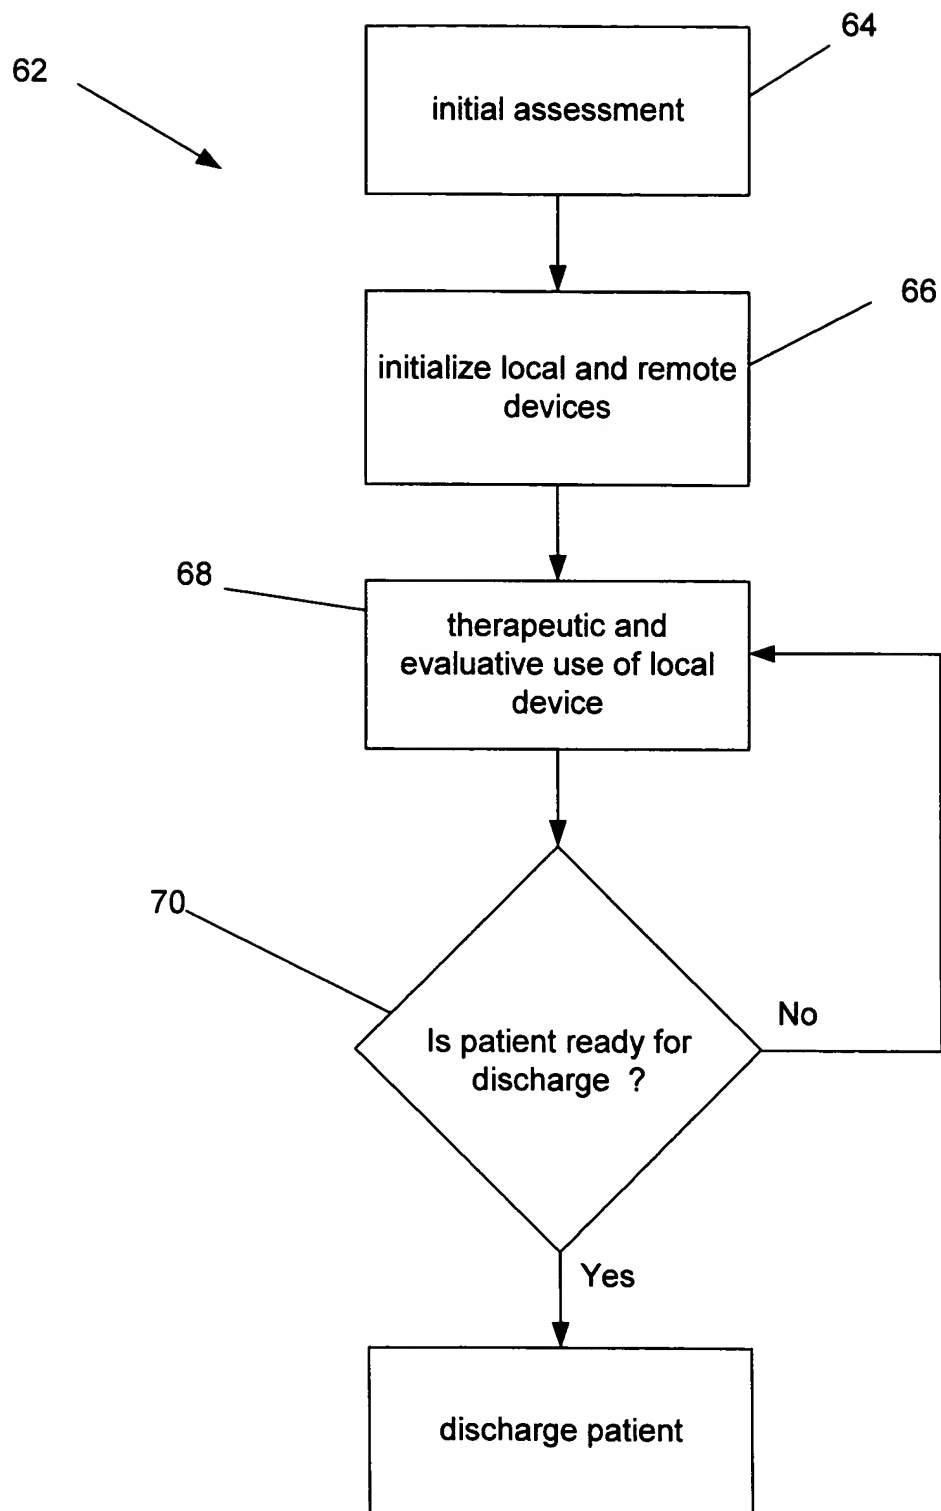 64
62
initial assessment
66
initialize local and remote
devices
68
therapeutic and
evaluative use of local
device
70
No
Is patient ready for
discharge ?
Yes
discharge patient